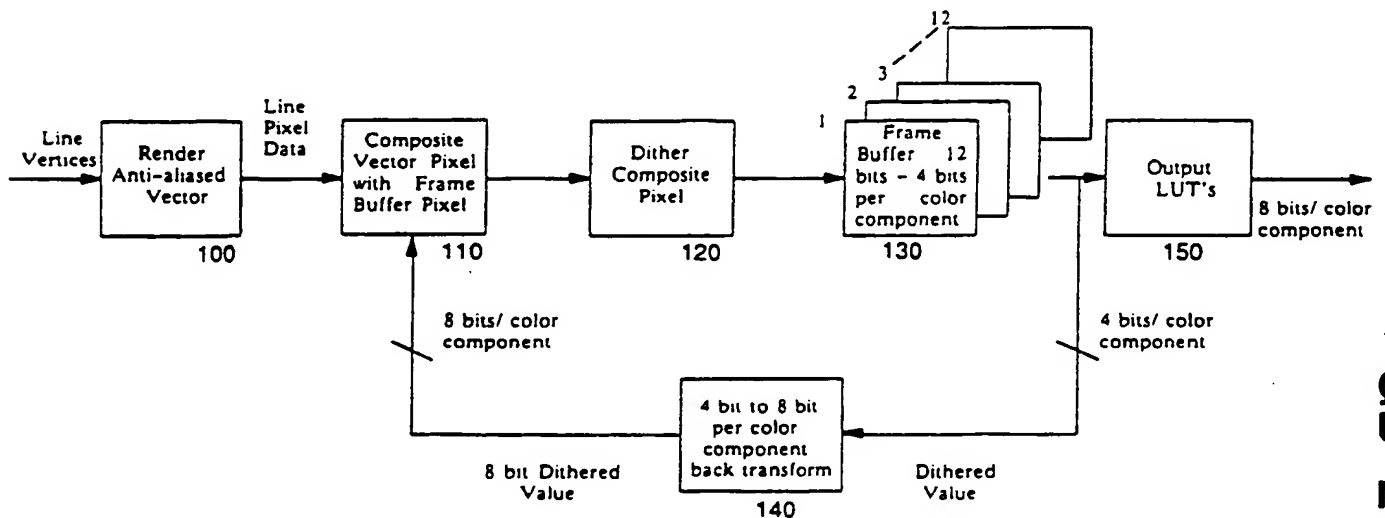 12
3
2
1
Line
Vertices
Render
Anti-aliased
Vector
100
Line
Pixel
Data
Composite
Vector Pixel
with Frame
Buffer Pixel
110
Dither
Composite
Pixel
120
Frame
Buffer 12
bits - 4 bits
per color
component
130
Output
LUT's
150
8 bits/ color
component
8 bits/ color
component
4 bits/ color
component
4 bit to 8 bit
per color
component
back transform
140
8 bit Dithered
Value
Dithered
Value